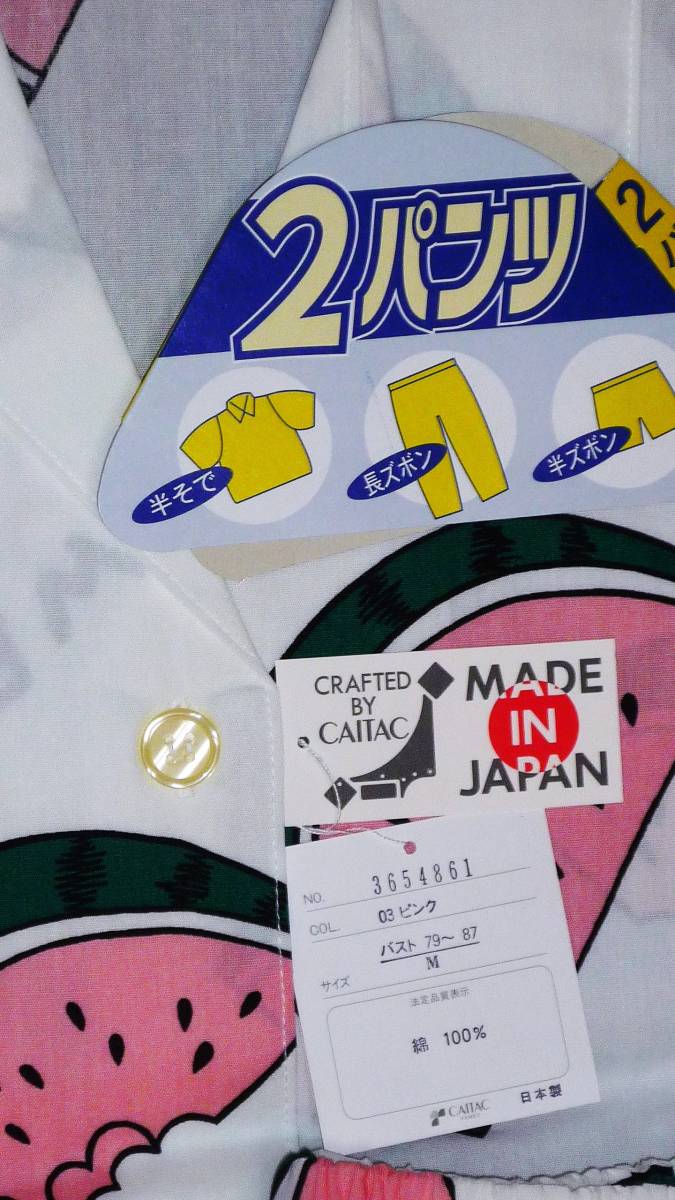 2パンツ
2パ
半そで
長ズボン
半ズボン
CRAFTED
BY
CAITAC
MADE
IN
JAPAN
NO. 3654861
COL. 03 ピンク
バスト 79〜 87
サイズ M
法定品質表示
綿 100%
CAITAC
日本製